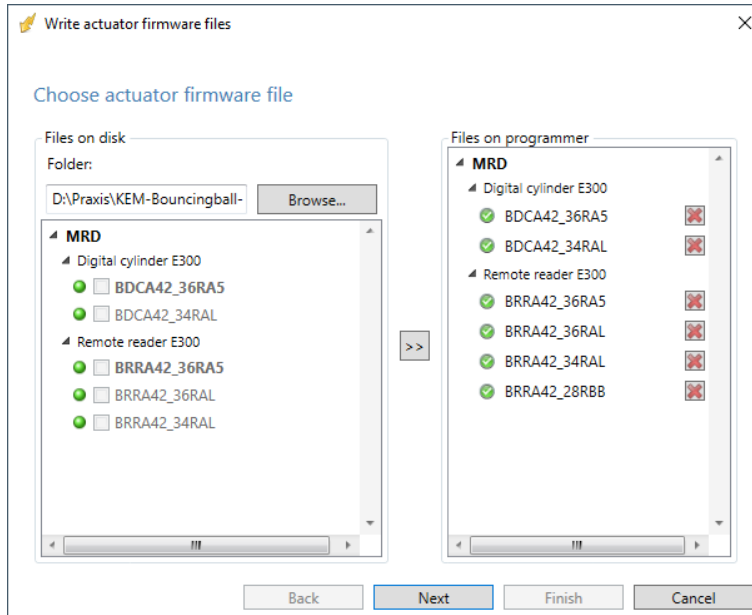 Write actuator firmware files
Choose actuator firmware file
Files on disk
Folder:
D:\Praxis\KEM-Bouncingball-
Browse...
MRD
Digital cylinder E300
BDCA42_36RA5
BDCA42_34RAL
Remote reader E300
BRRA42_36RA5
BRRA42_36RAL
BRRA42_34RAL
>>
Files on programmer
MRD
Digital cylinder E300
BDCA42_36RA5
BDCA42_34RAL
Remote reader E300
BRRA42_36RA5
BRRA42_36RAL
BRRA42_34RAL
BRRA42_28RBB
Back
Next
Finish
Cancel